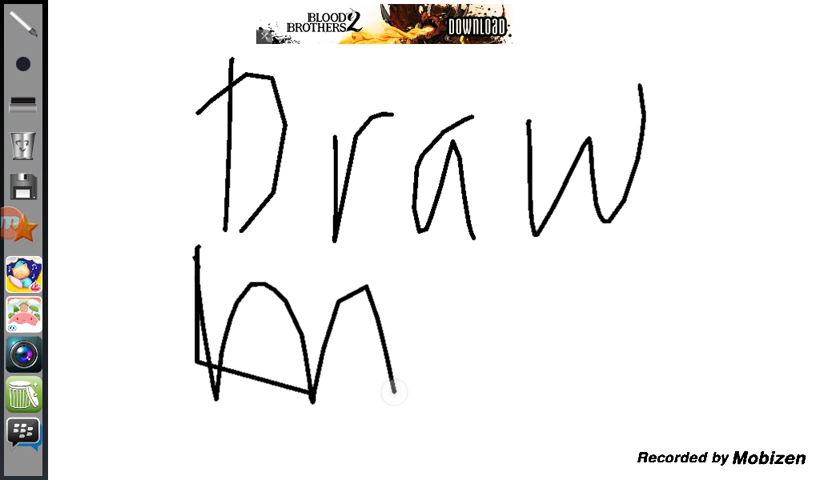 BLOOD
BROTHERS 2
DOWNLOAD
Draw
m
Recorded by Mobizen